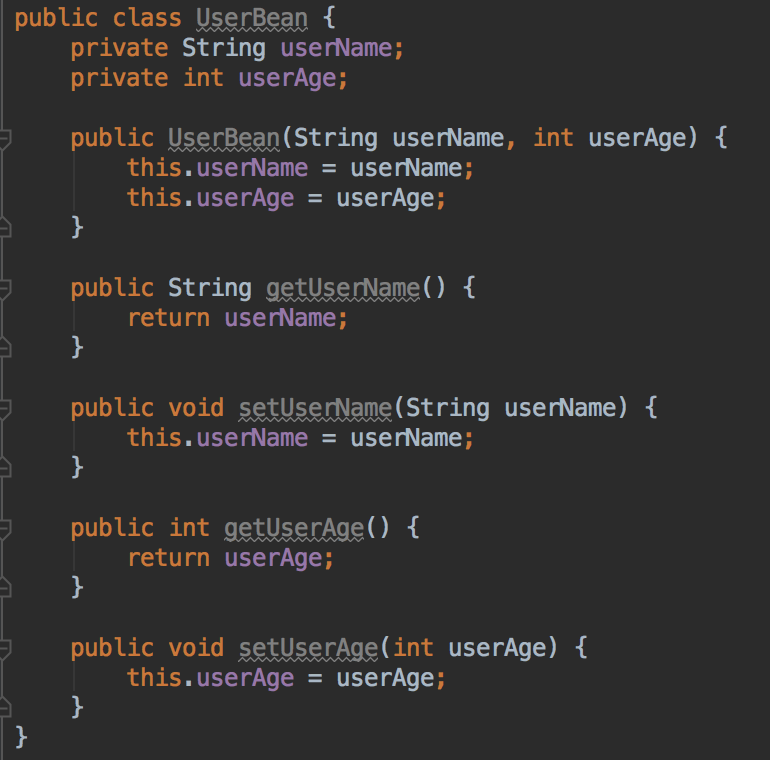 public class UserBean {
    private String userName;
    private int userAge;

    public UserBean(String userName, int userAge) {
        this.userName = userName;
        this.userAge = userAge;
    }

    public String getUserName() {
        return userName;
    }

    public void setUserName(String userName) {
        this.userName = userName;
    }

    public int getUserAge() {
        return userAge;
    }

    public void setUserAge(int userAge) {
        this.userAge = userAge;
    }
}